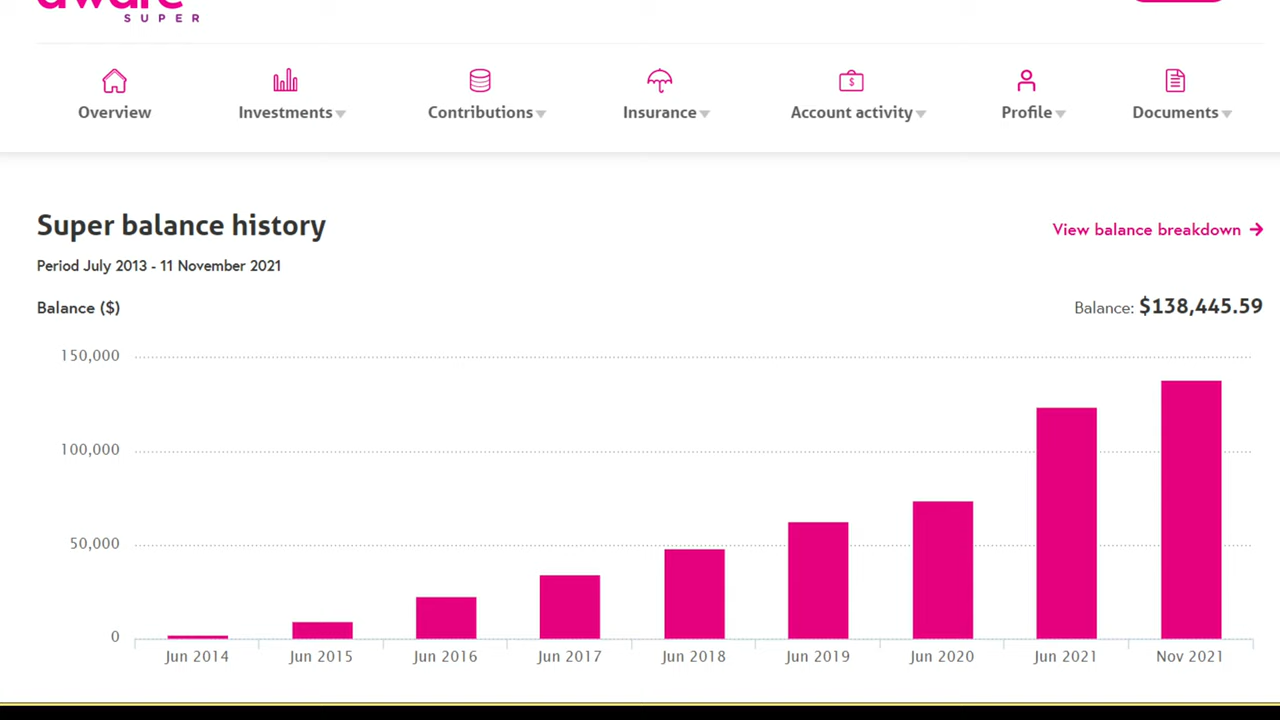 aware
SUPER
Overview Investments Contributions Insurance Account activity Profile Documents
Super balance history
View balance breakdown →
Period July 2013 - 11 November 2021
Balance ($)
Balance: $138,445.59
150,000
100,000
50,000
0
Jun 2014 Jun 2015 Jun 2016 Jun 2017 Jun 2018 Jun 2019 Jun 2020 Jun 2021 Nov 2021